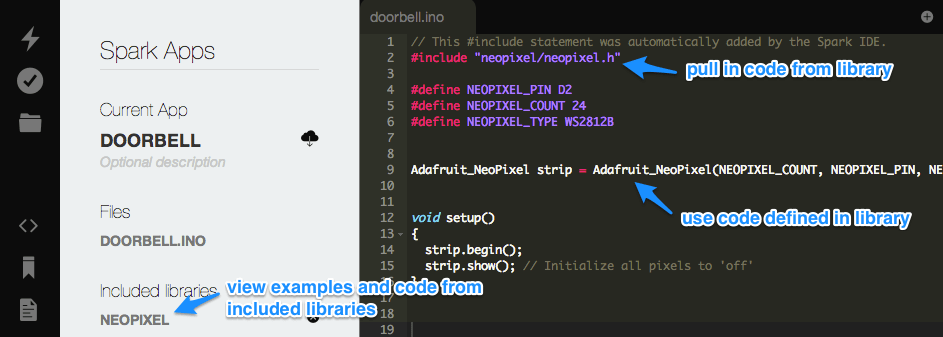 Spark Apps
Current App
DOORBELL
Optional description
Files
DOORBELL.INO
Included libraries
NEOPIXEL
view examples and code from
included libraries
doorbell.ino
1 // This #include statement was automatically added by the Spark IDE.
2 #include "neopixel/neopixel.h"
pull in code from library
3
4 #define NEOPIXEL_PIN D2
5 #define NEOPIXEL_COUNT 24
6 #define NEOPIXEL_TYPE WS2812B
7
8
9 Adafruit_NeoPixel strip = Adafruit_NeoPixel(NEOPIXEL_COUNT, NEOPIXEL_PIN, NE
10
use code defined in library
11
12 void setup()
13 {
14 strip.begin();
15 strip.show(); // Initialize all pixels to 'off'
17
18
19